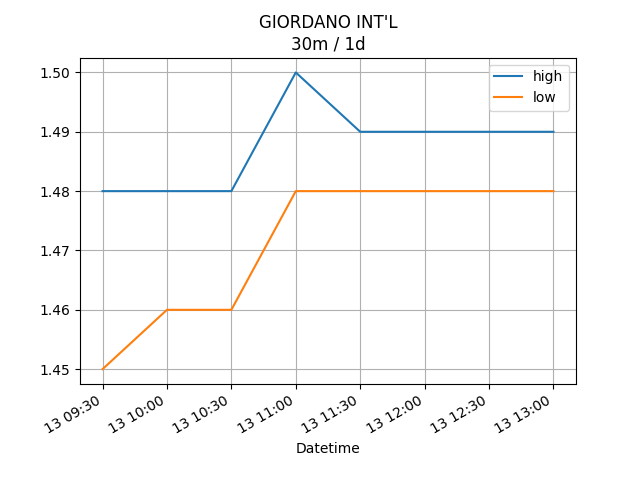 GIORDANO INT'L
30m / 1d
high
low
1.50
1.49
1.48
1.47
1.46
1.45
13 09:30
13 10:00
13 10:30
13 11:00
13 11:30
13 12:00
13 12:30
13 13:00
Datetime